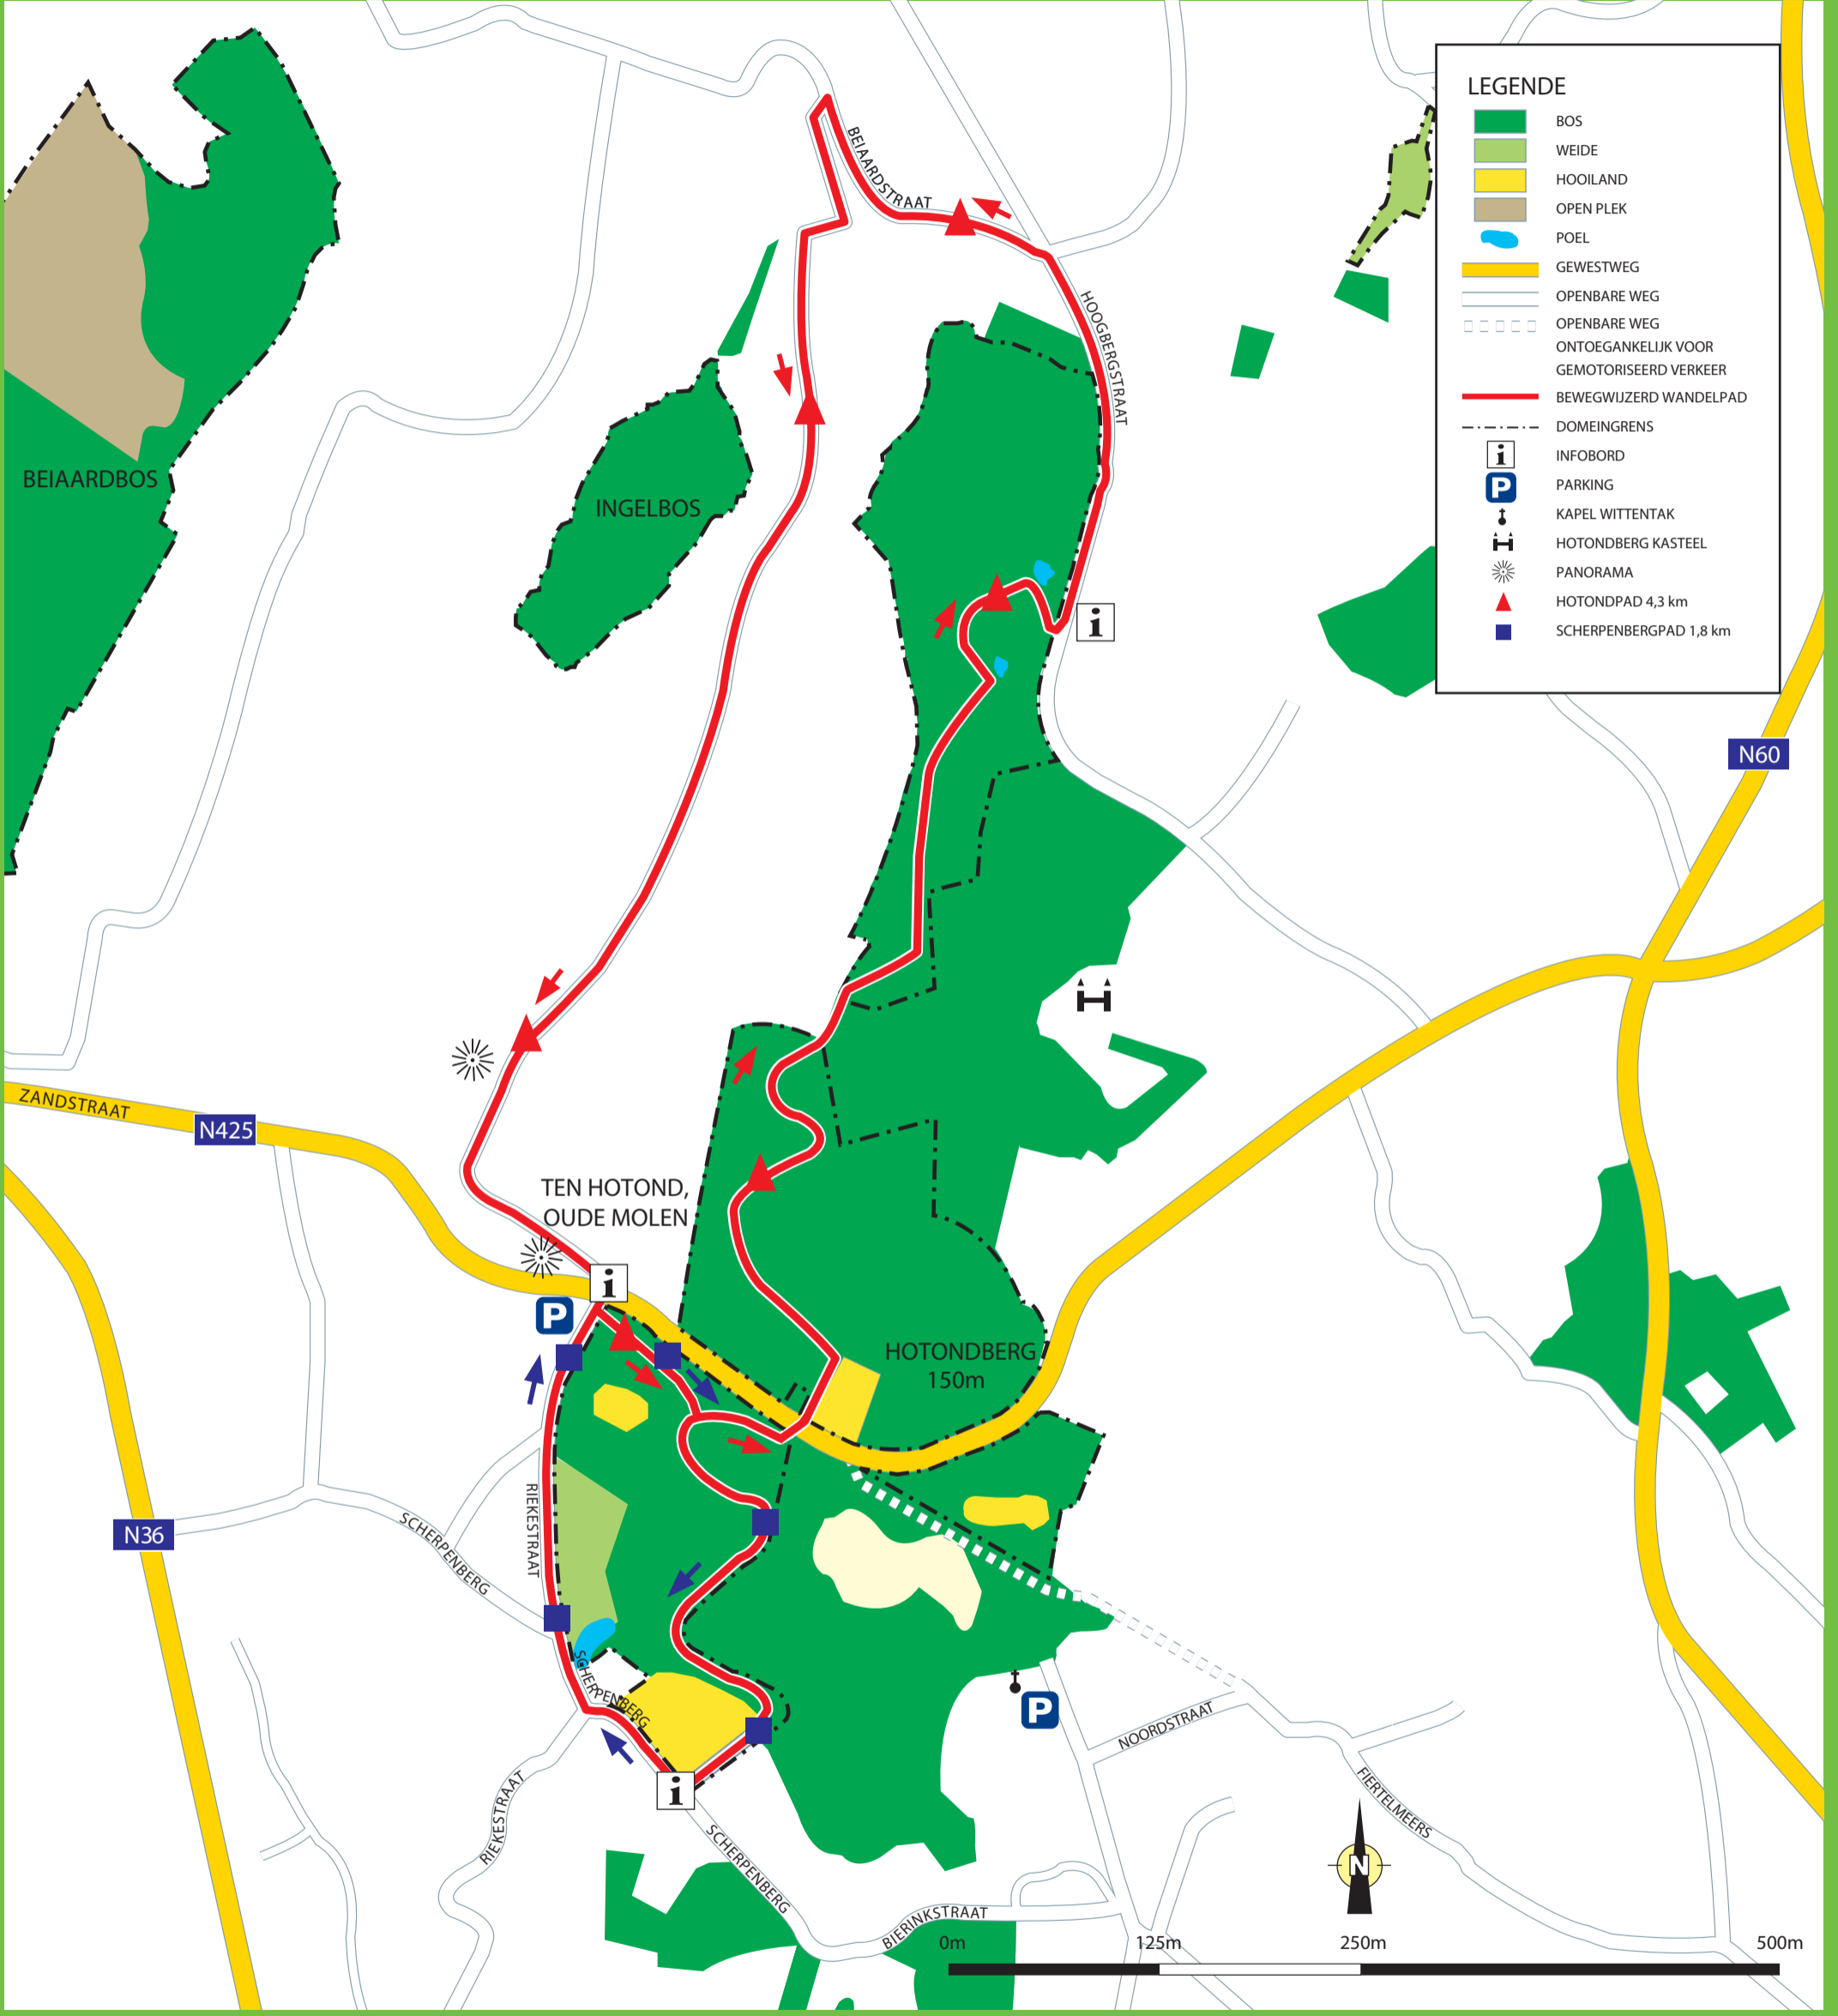 LEGENDE
BOS
WEIDE
HOOILAND
OPEN PLEK
POEL
GEWESTWEG
OPENBARE WEG
OPENBARE WEG
ONTOEGANKELIJK VOOR
GEMOTORISEERD VERKEER
BEWEGWIJZERD WANDELPAD
DOMEINGRENS
i INFOBORD
P PARKING
KAPEL WITTENTAK
HOTONDBERG KASTEEL
PANORAMA
HOTONDPAD 4,3 km
SCHERPENBERGPAD 1,8 km
BEIAARDSTRAAT
HOOGBERGSTRAAT
BEIAARDBOS
INGELBOS
i
N60
ZANDSTRAAT
N425
TEN HOTOND,
OUDE MOLEN
i
P
HOTONDBERG
150m
N36
SCHERPENBERG
RIEKESTRAAT
SCHERPENBERG
i
P
NOORDSTRAAT
FIERTELMEERS
RIEKESTRAAT
SCHERPENBERG
BIERINKSTRAAT
N
0m
125m
250m
500m